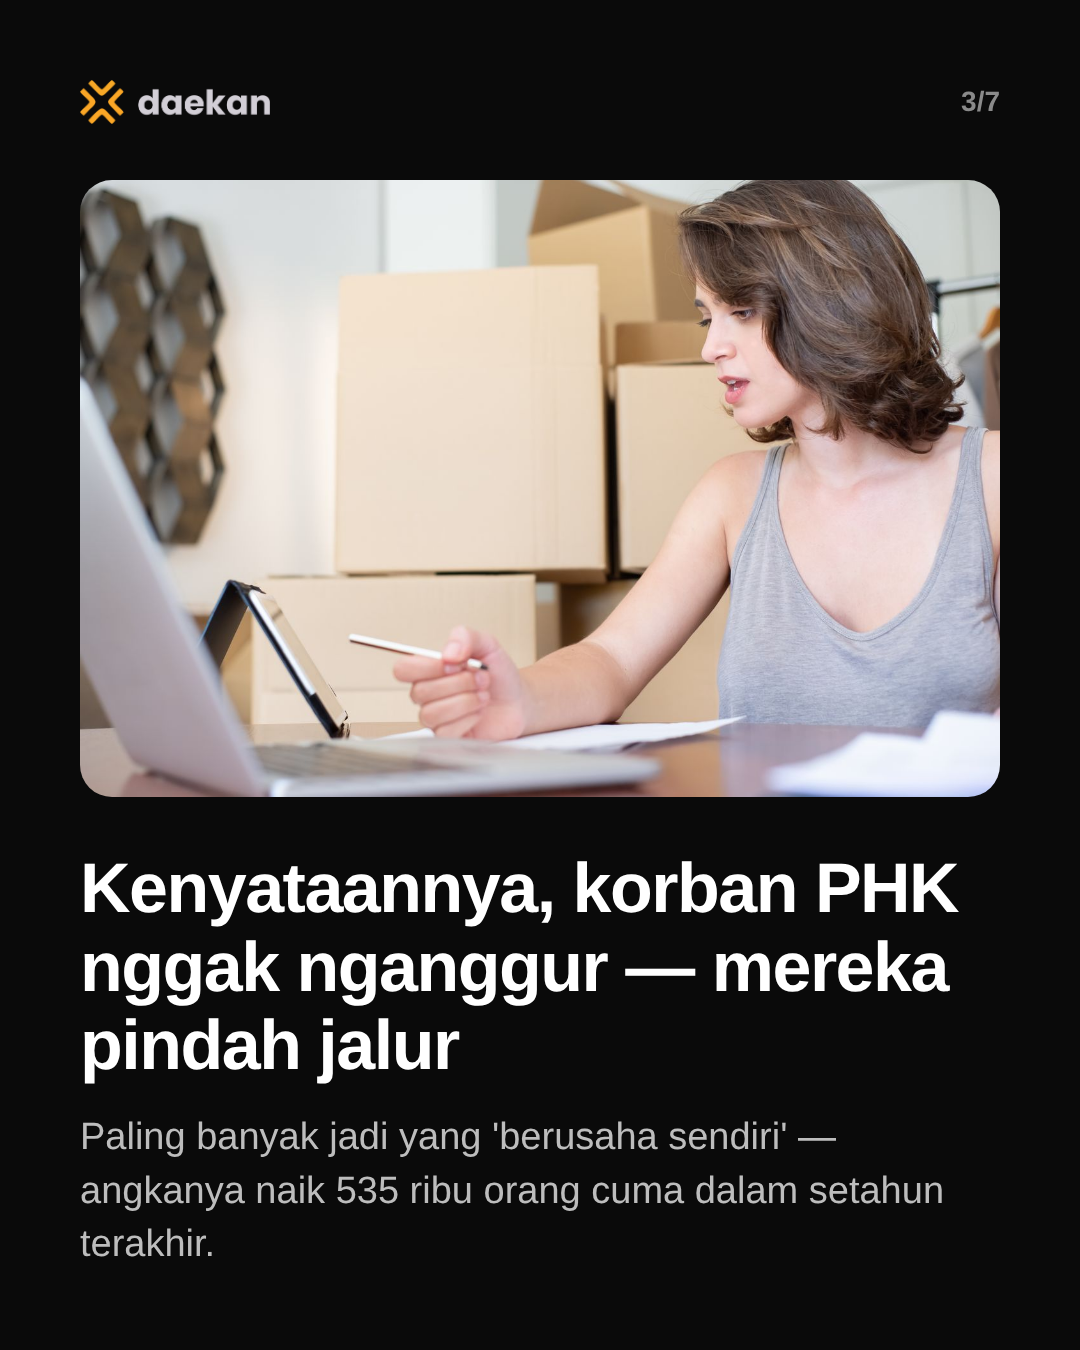 daekan
3/7
Kenyataannya, korban PHK
nggak nganggur — mereka
pindah jalur
Paling banyak jadi yang 'berusaha sendiri' —
angkanya naik 535 ribu orang cuma dalam setahun
terakhir.